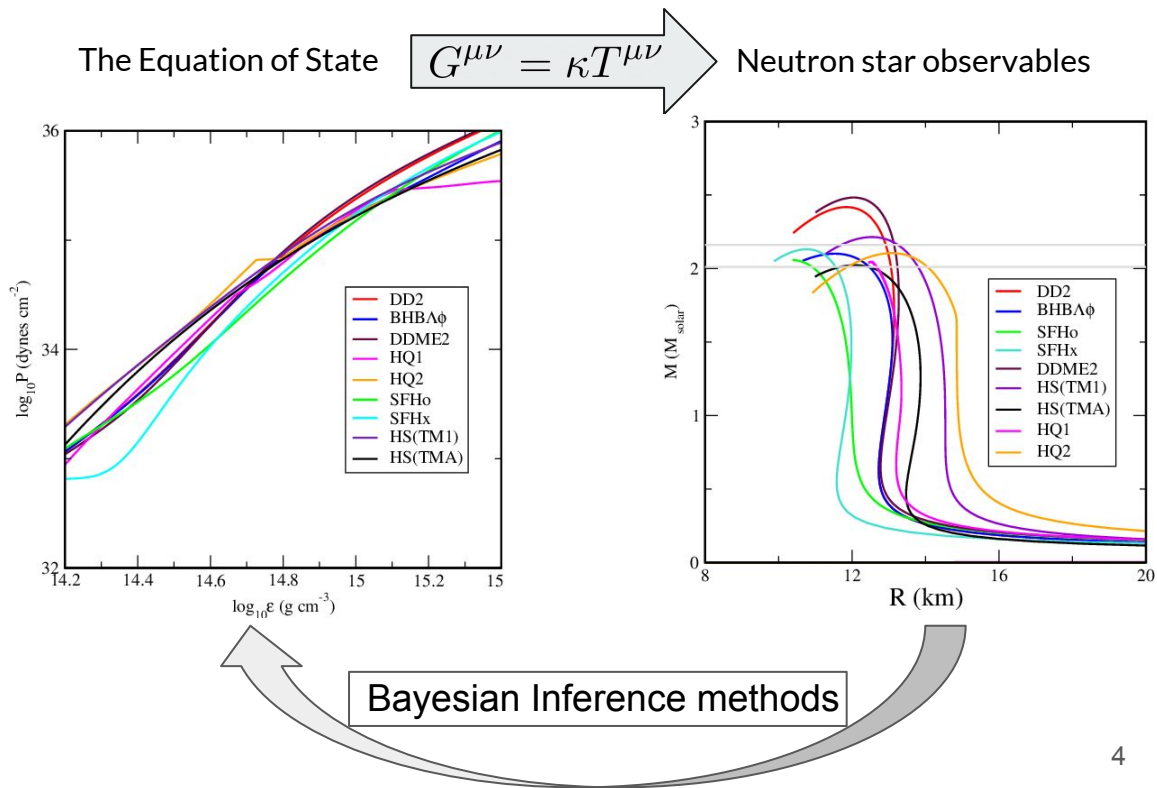 The Equation of State
G^{μν} = κT^{μν}
Neutron star observables
36
34
32
log₁₀P (dynes cm⁻²)
14.2 14.4 14.6 14.8 15 15.2 15
log₁₀ε (g cm⁻³)
DD2
BHBΛϕ
DDME2
HQ1
HQ2
SFHo
SFHx
HS(TM1)
HS(TMA)
3
2
1
0
M (M_solar)
8 12 16 20
R (km)
DD2
BHBΛϕ
SFHo
SFHx
DDME2
HS(TM1)
HS(TMA)
HQ1
HQ2
Bayesian Inference methods
4